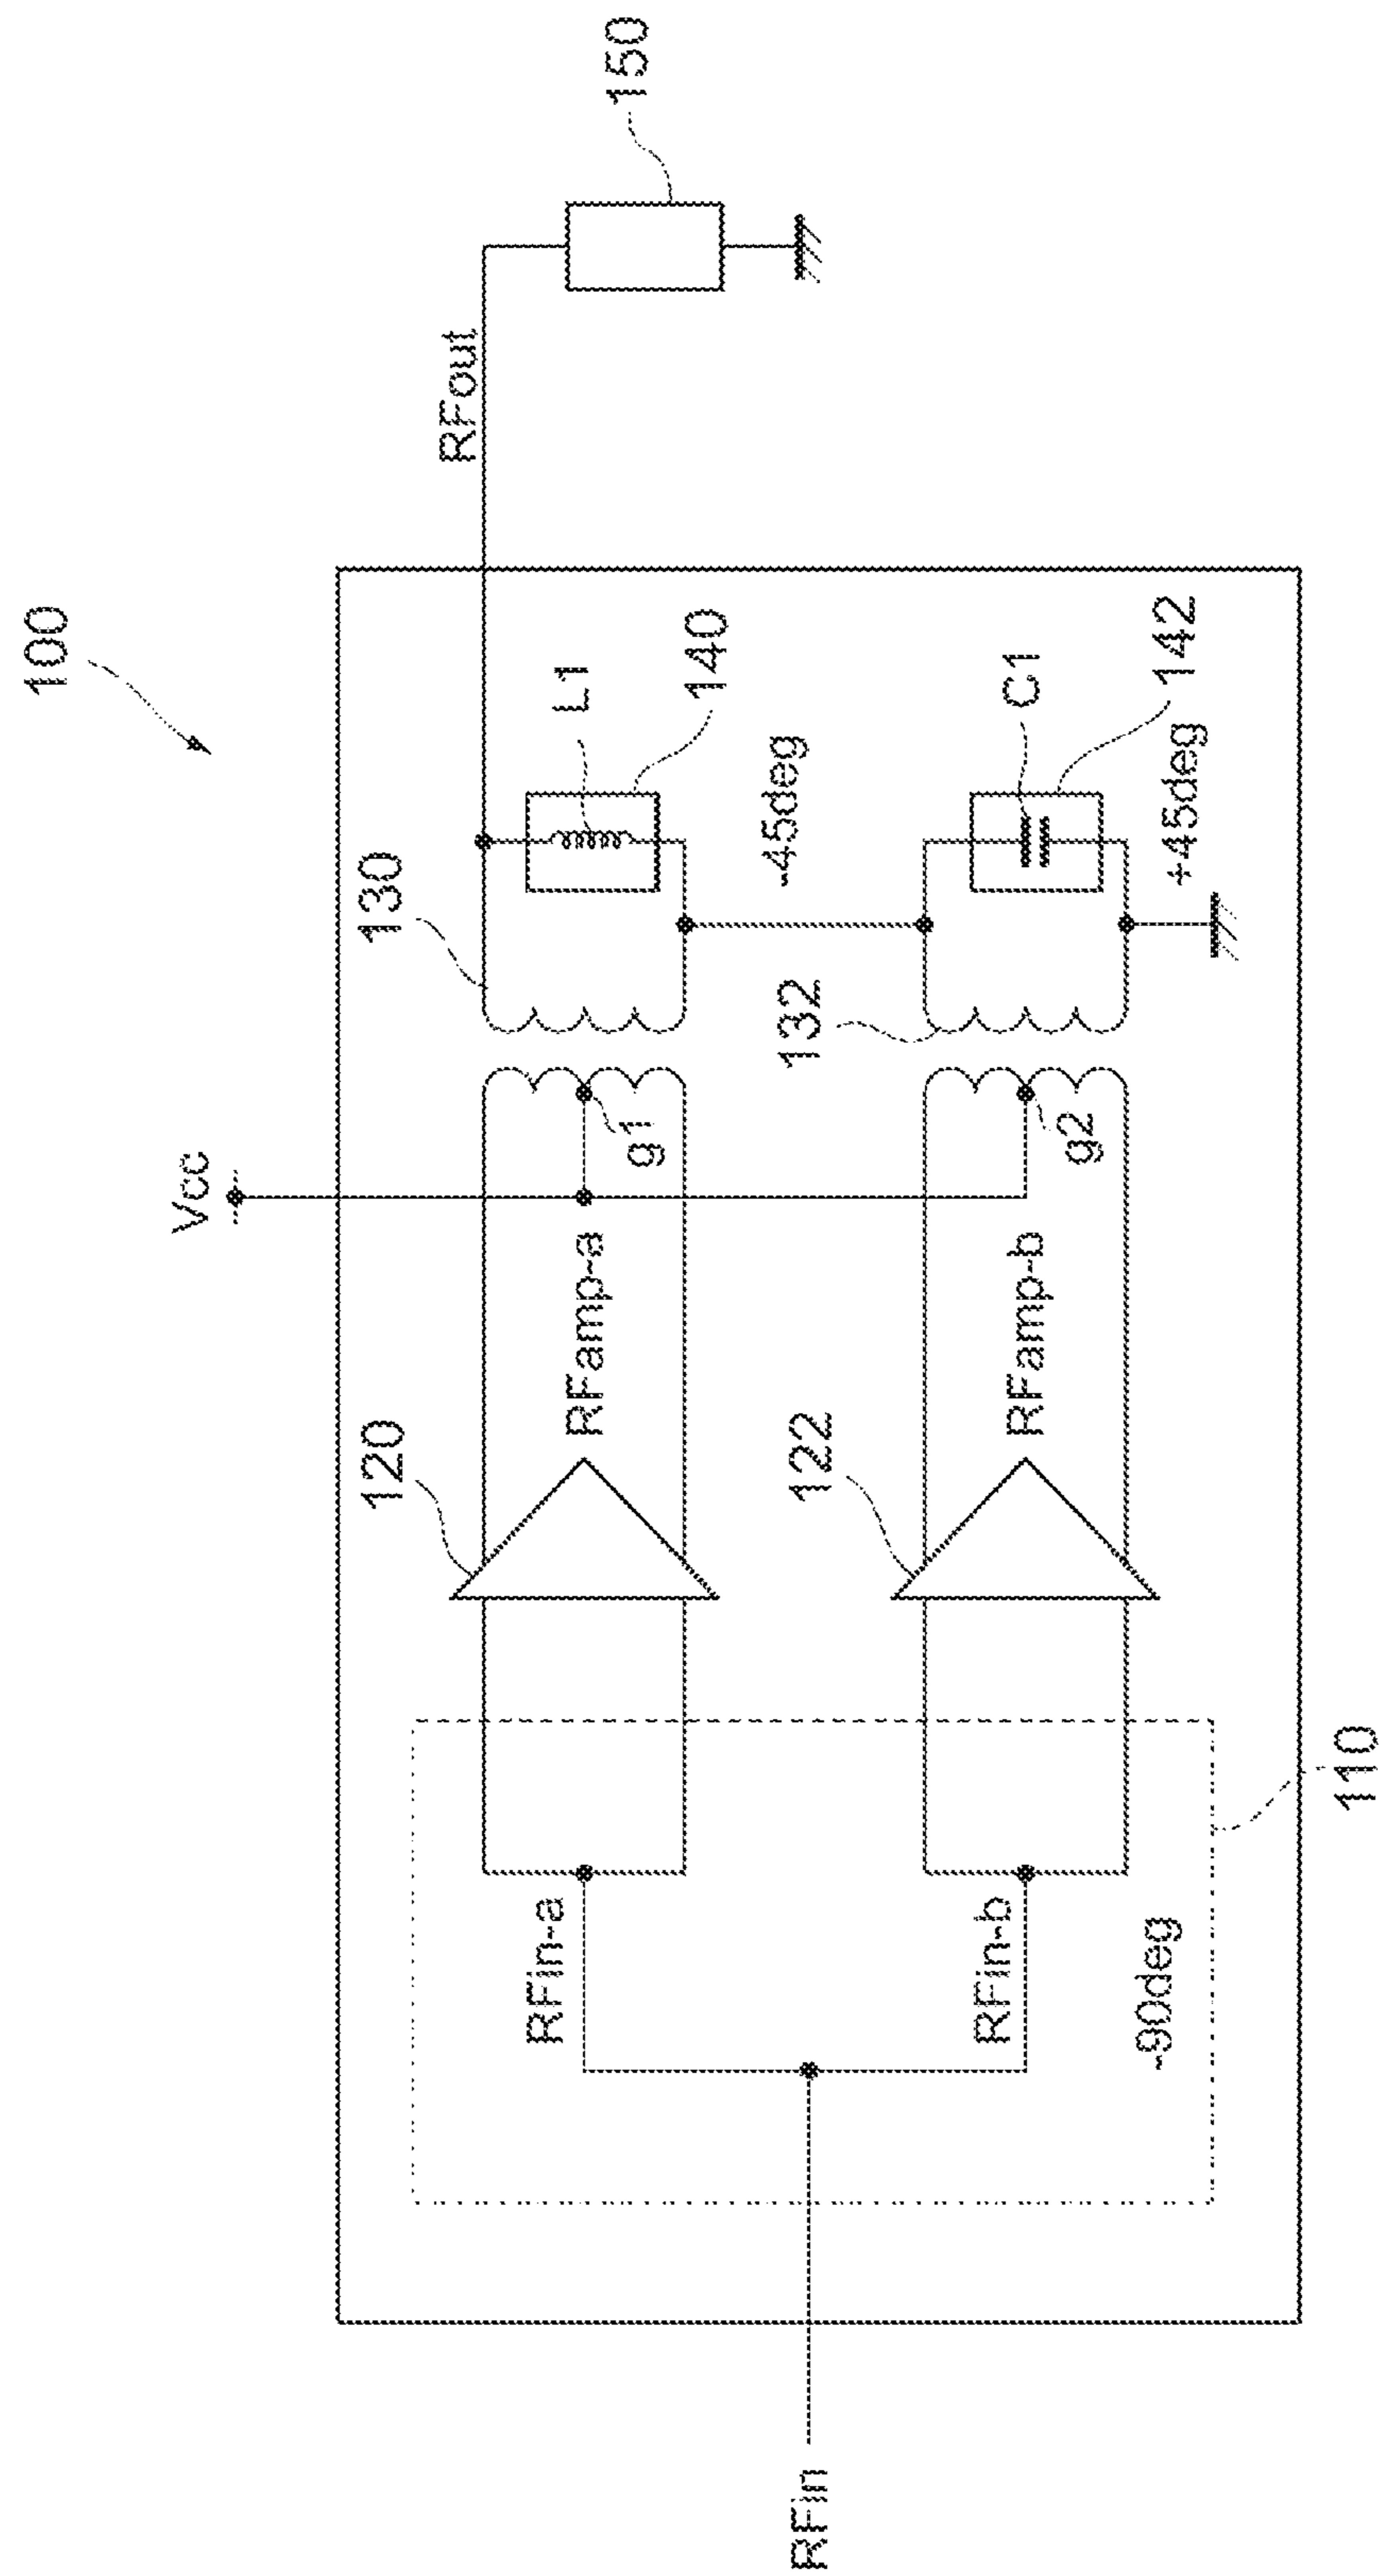 100
Vcc
120
130
RFout
150
RFin-a
RFamp-a
g1
L1
140
-45deg
RFin
122
132
RFin-b
RFamp-b
g2
C1
142
-90deg
+45deg
110